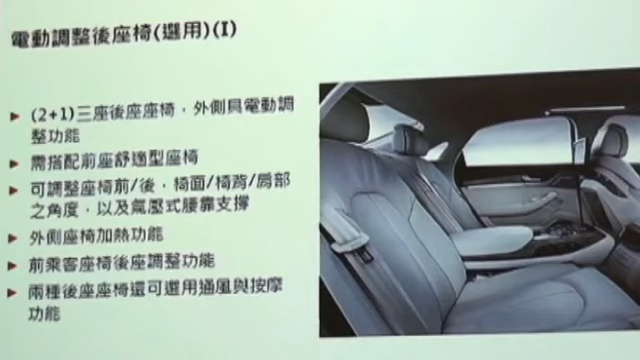 電動調整後座椅(選用)(I)
▶ (2+1)三座後座座椅，外側具電動調
整功能
▶ 需搭配前座舒適型座椅
▶ 可調整座椅前/後，椅面/椅背/肩部
之角度，以及氣壓式腰靠支撐
▶ 外側座椅加熱功能
▶ 前乘客座椅後座調整功能
▶ 兩種後座座椅還可選用通風與按摩
功能